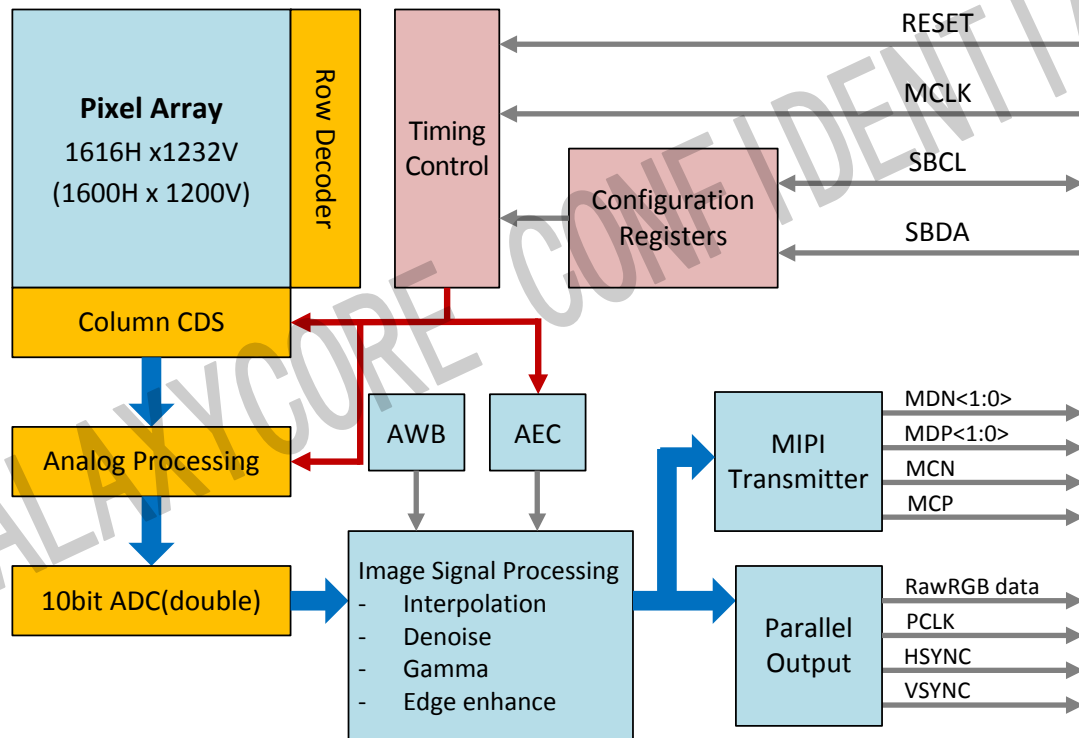 Pixel Array
1616H x1232V
(1600H x 1200V)
Row Decoder
Column CDS
Analog Processing
10bit ADC(double)
Timing
Control
Configuration
Registers
RESET
MCLK
SBCL
SBDA
AWB
AEC
Image Signal Processing
- Interpolation
- Denoise
- Gamma
- Edge enhance
MIPI
Transmitter
MDN<1:0>
MDP<1:0>
MCN
MCP
Parallel
Output
RawRGB data
PCLK
HSYNC
VSYNC
ALAXYCORE CONFIDENTIA